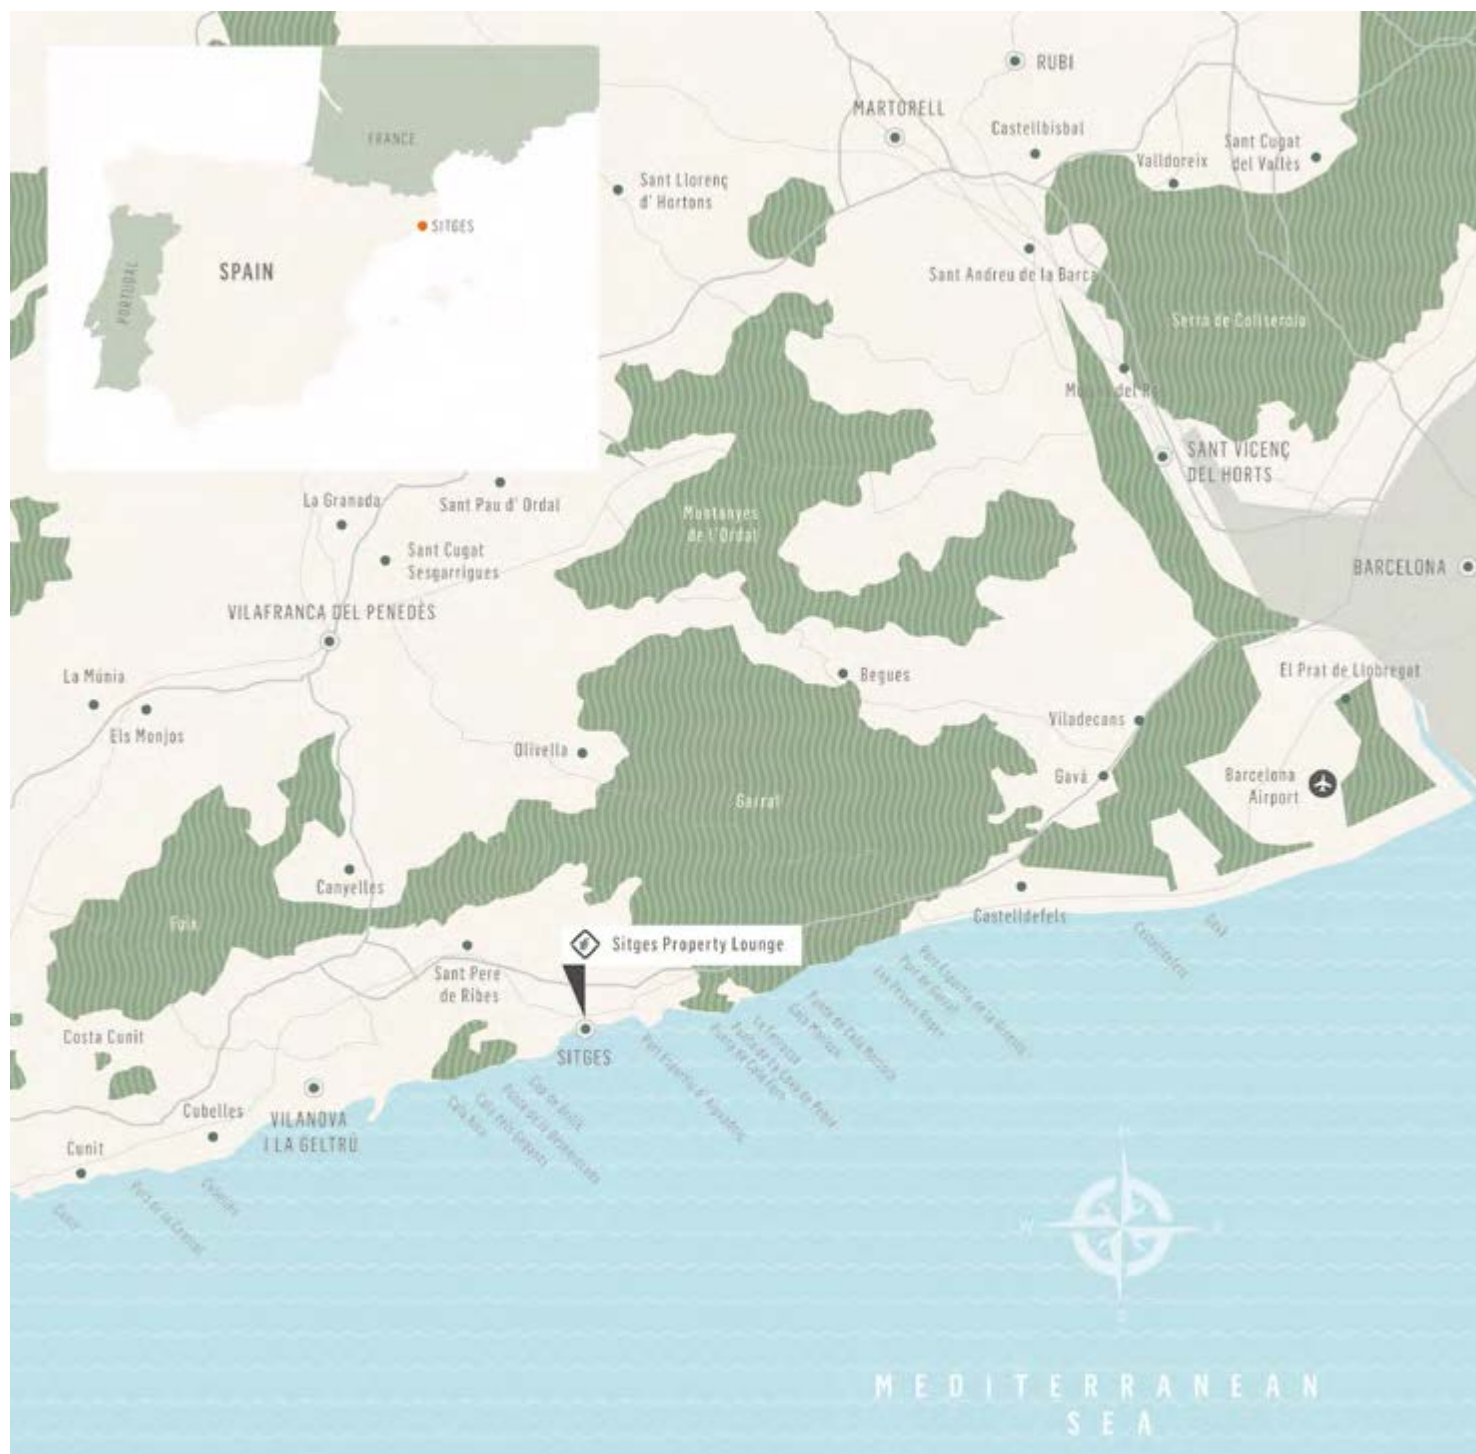 FRANCE
SITGES
SPAIN
PORTUGAL
RUBI
MARTORELL
Castellbisbal
Sant Cugat
del Vallès
Valldoreix
Sant Llorenç
d' Hortons
Sant Andreu de la Barca
Serra de Collserola
SANT VICENÇ
DEL HORTS
La Granada
Sant Pau d' Ordal
Muntanyes
de l'Ordal
Sant Cugat
Sesgarrigues
BARCELONA
VILAFRANCA DEL PENEDÈS
La Múnia
Els Monjos
Begues
El Prat de Llobregat
Viladecans
Olivella
Gavà
Barcelona
Airport
Garraf
Canyelles
Foix
Castelldefels
Castelldefels
Gavà
Sitges Property Lounge
Sant Pere
de Ribes
Costa Cunit
SITGES
VILANOVA
I LA GELTRÚ
Cubelles
Cunit
Cubelles
Cunit
W
MEDITERRANEAN
SEA